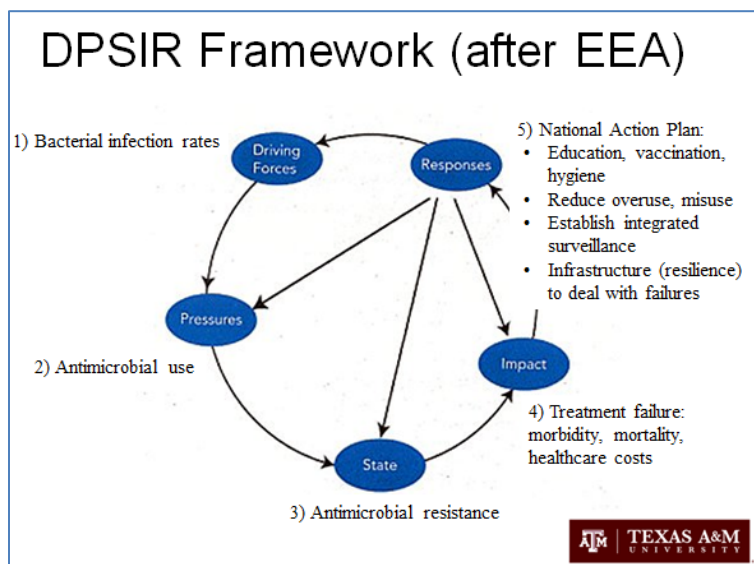 DPSIR Framework (after EEA)
1) Bacterial infection rates
Driving
Forces
Responses
5) National Action Plan:
• Education, vaccination,
hygiene
• Reduce overuse, misuse
• Establish integrated
surveillance
• Infrastructure (resilience)
to deal with failures
Pressures
2) Antimicrobial use
Impact
4) Treatment failure:
morbidity, mortality,
healthcare costs
State
3) Antimicrobial resistance
ATM
TEXAS A&M
UNIVERSITY